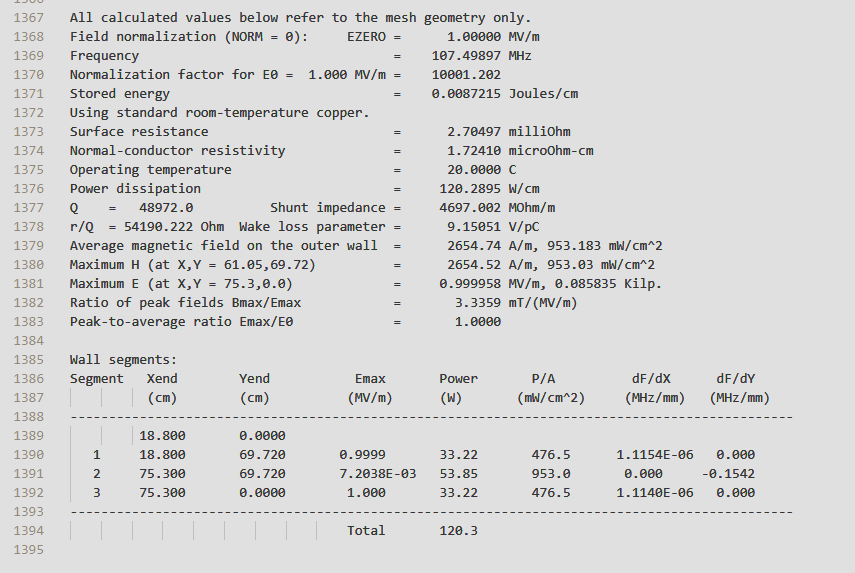 1367 All calculated values below refer to the mesh geometry only.
1368 Field normalization (NORM = 0): EZERO = 1.00000 MV/m
1369 Frequency = 107.49897 MHz
1370 Normalization factor for E0 = 1.000 MV/m = 10001.202
1371 Stored energy = 0.0087215 Joules/cm
1372 Using standard room-temperature copper.
1373 Surface resistance = 2.70497 milliOhm
1374 Normal-conductor resistivity = 1.72410 microOhm-cm
1375 Operating temperature = 20.0000 C
1376 Power dissipation = 120.2895 W/cm
1377 Q = 48972.0 Shunt impedance = 4697.002 MOhm/m
1378 r/Q = 54190.222 Ohm Wake loss parameter = 9.15051 V/pC
1379 Average magnetic field on the outer wall = 2654.74 A/m, 953.183 mW/cm^2
1380 Maximum H (at X,Y = 61.05,69.72) = 2654.52 A/m, 953.03 mW/cm^2
1381 Maximum E (at X,Y = 75.3,0.0) = 0.999958 MV/m, 0.085835 Kilp.
1382 Ratio of peak fields Bmax/Emax = 3.3359 mT/(MV/m)
1383 Peak-to-average ratio Emax/E0 = 1.0000
1384
1385 Wall segments:
1386 Segment Xend Yend Emax Power P/A dF/dX dF/dY
1387 (cm) (cm) (MV/m) (W) (mW/cm^2) (MHz/mm) (MHz/mm)
1388 ----------------------------------------------------------------------------------------------
1389 18.800 0.0000
1390 1 18.800 69.720 0.9999 33.22 476.5 1.1154E-06 0.000
1391 2 75.300 69.720 7.2038E-03 53.85 953.0 0.000 -0.1542
1392 3 75.300 0.0000 1.000 33.22 476.5 1.1140E-06 0.000
1393 ----------------------------------------------------------------------------------------------
1394 Total 120.3
1395